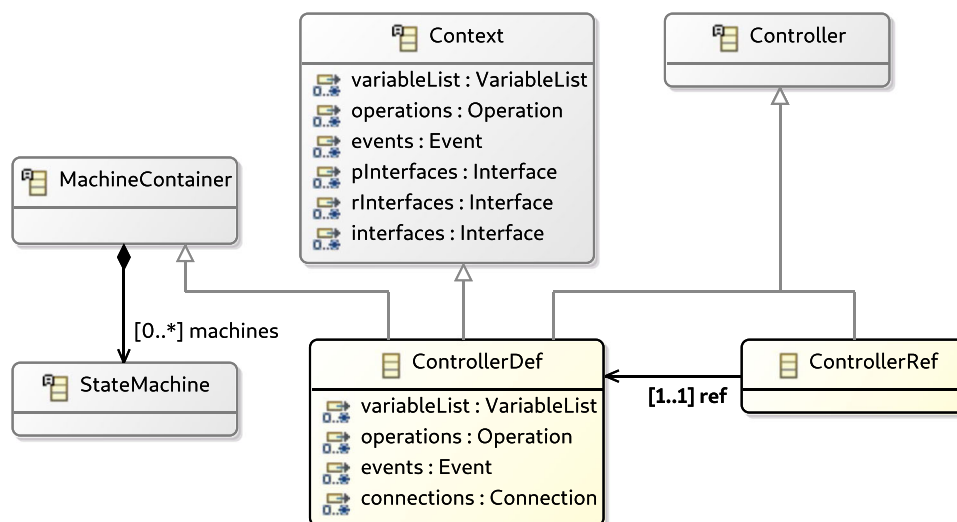 Context
variableList : VariableList
operations : Operation
events : Event
pInterfaces : Interface
rInterfaces : Interface
interfaces : Interface
Controller
MachineContainer
[0..*] machines
StateMachine
ControllerDef
variableList : VariableList
operations : Operation
events : Event
connections : Connection
[1..1] ref
ControllerRef